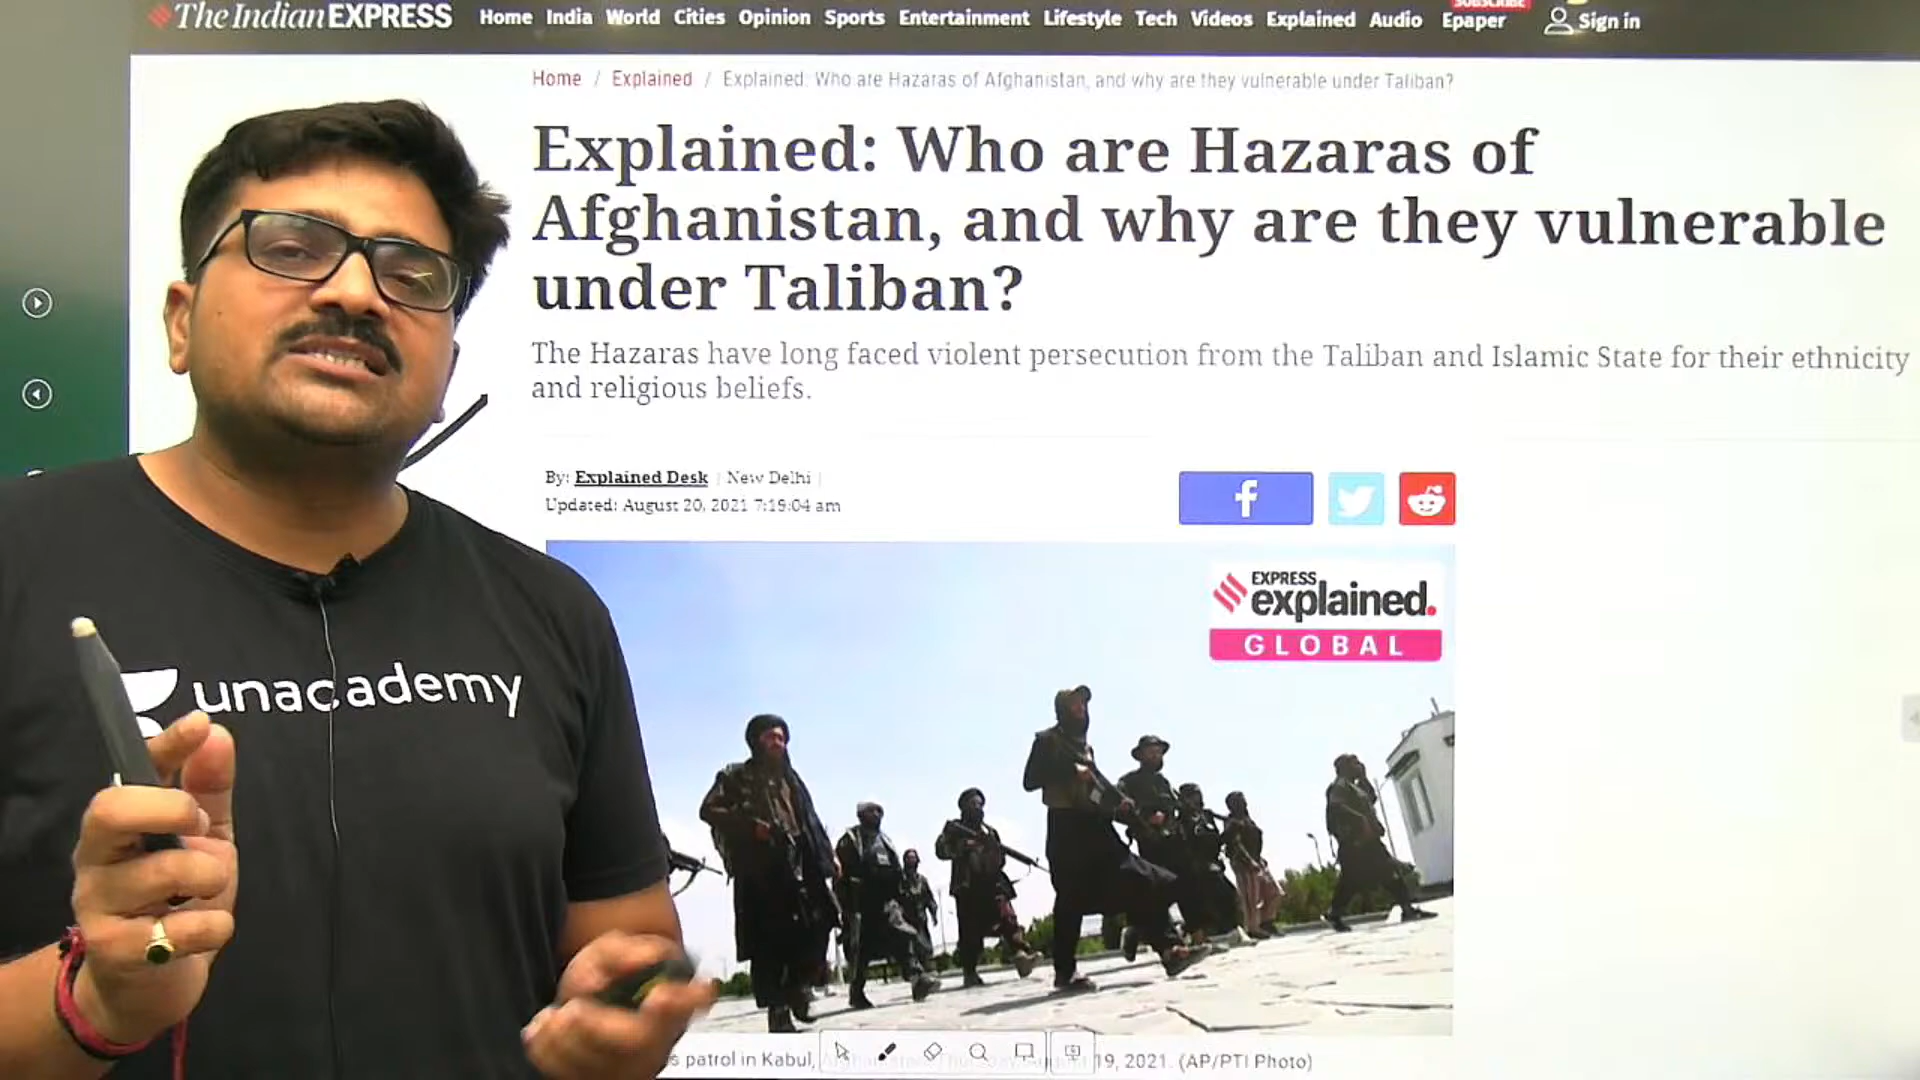 The Indian EXPRESS Home India World Cities Opinion Sports Entertainment Lifestyle Tech Videos Explained Audio Epaper SUBSCRIBE Sign in
Home / Explained / Explained: Who are Hazaras of Afghanistan, and why are they vulnerable under Taliban?
Explained: Who are Hazaras of
Afghanistan, and why are they vulnerable
under Taliban?
The Hazaras have long faced violent persecution from the Taliban and Islamic State for their ethnicity
and religious beliefs.
By: Explained Desk | New Delhi |
Updated: August 20, 2021 7:19:04 am
f
EXPRESS
explained.
GLOBAL
unacademy
s patrol in Kabul, 19, 2021. (AP/PTI Photo)